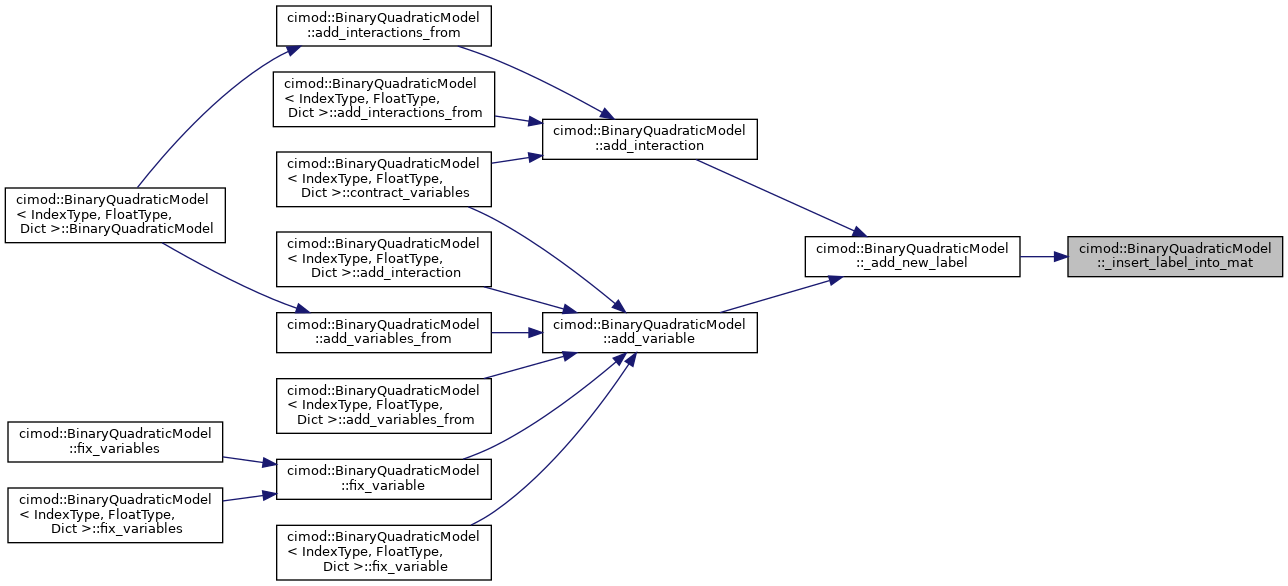 cimod::BinaryQuadraticModel
::add_interactions_from
cimod::BinaryQuadraticModel
< IndexType, FloatType,
Dict >::add_interactions_from
cimod::BinaryQuadraticModel
::add_interaction
cimod::BinaryQuadraticModel
< IndexType, FloatType,
Dict >::contract_variables
cimod::BinaryQuadraticModel
< IndexType, FloatType,
Dict >::BinaryQuadraticModel
cimod::BinaryQuadraticModel
< IndexType, FloatType,
Dict >::add_interaction
cimod::BinaryQuadraticModel
::_add_new_label
cimod::BinaryQuadraticModel
::_insert_label_into_mat
cimod::BinaryQuadraticModel
::add_variables_from
cimod::BinaryQuadraticModel
::add_variable
cimod::BinaryQuadraticModel
< IndexType, FloatType,
Dict >::add_variables_from
cimod::BinaryQuadraticModel
::fix_variables
cimod::BinaryQuadraticModel
::fix_variable
cimod::BinaryQuadraticModel
< IndexType, FloatType,
Dict >::fix_variables
cimod::BinaryQuadraticModel
< IndexType, FloatType,
Dict >::fix_variable